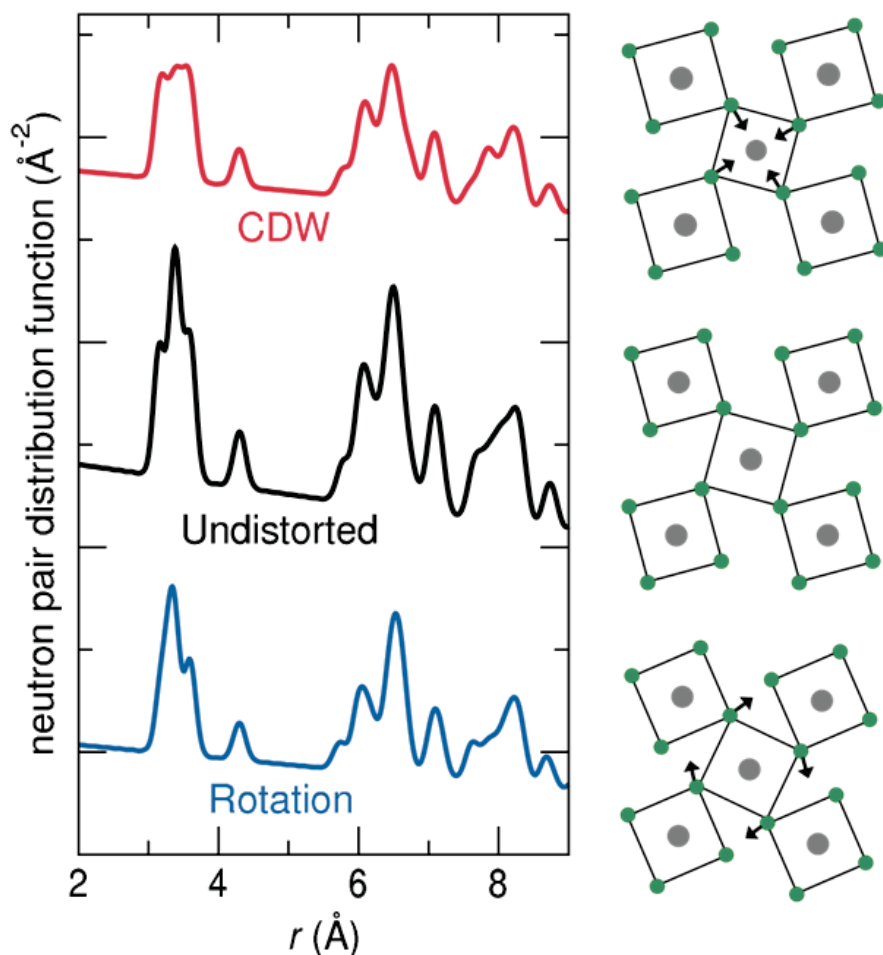 neutron pair distribution function (Å⁻²)
CDW
Undistorted
Rotation
2 4 6 8
r (Å)